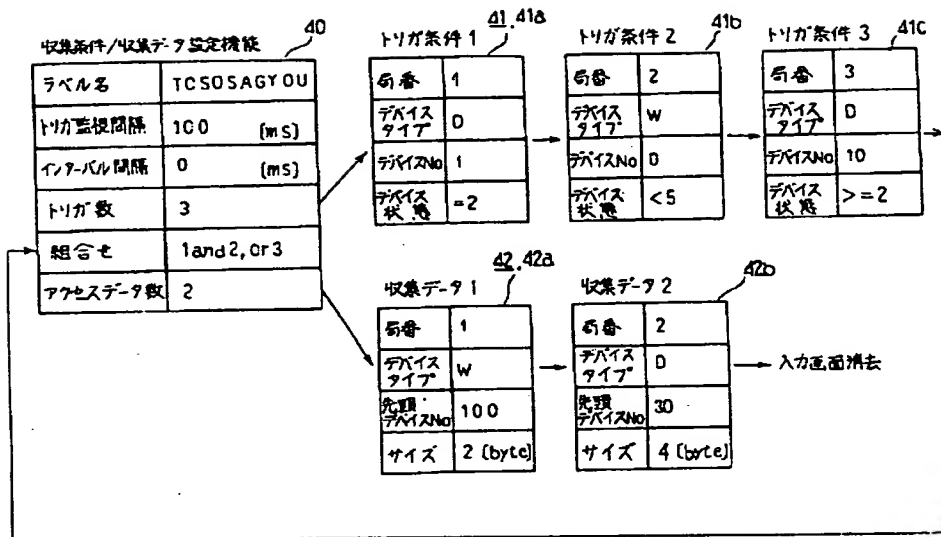 収集条件/収集データ設定機能
40
ラベル名 TCSOSAGYOU
トリガ監視間隔 100 (ms)
インターバル間隔 0 (ms)
トリガ数 3
組合せ 1and2,or3
アクセスデータ数 2
41,41a
トリガ条件1
局番 1
デバイス
タイプ D
デバイスNo 1
デバイス
状態 =2
41b
トリガ条件2
局番 2
デバイス
タイプ W
デバイスNo 0
デバイス
状態 <5
41c
トリガ条件3
局番 3
デバイス
タイプ D
デバイスNo 10
デバイス
状態 >=2
42,42a
収集データ1
局番 1
デバイス
タイプ W
先頭
デバイスNo 100
サイズ 2 (byte)
42b
収集データ2
局番 2
デバイス
タイプ D
先頭
デバイスNo 30
サイズ 4 (byte)
入力画面消去